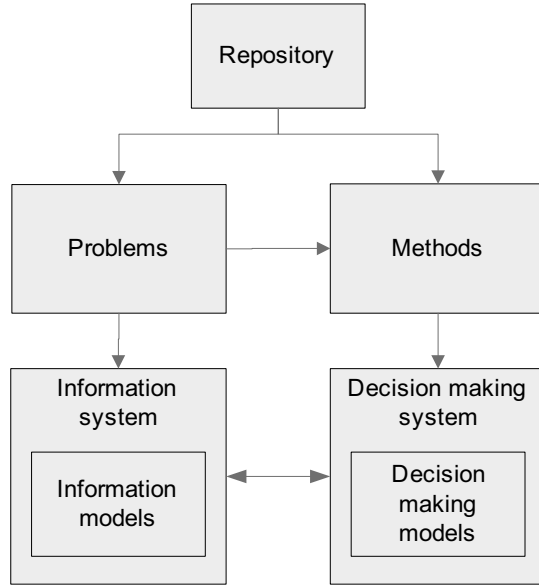 Repository
Problems
Methods
Information
system
Information
models
Decision making
system
Decision
making
models